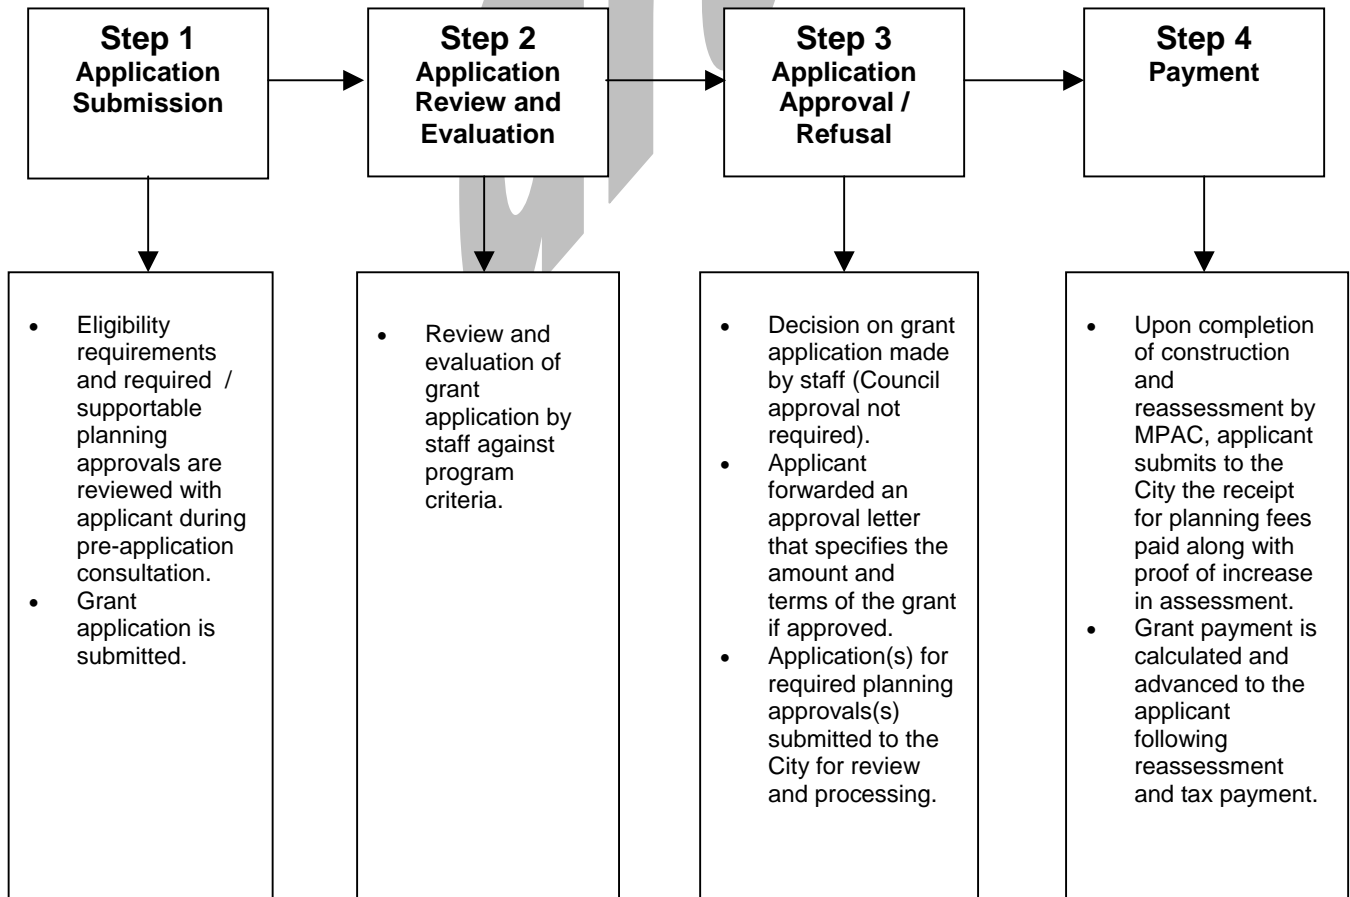 Step 1
Application
Submission
Step 2
Application
Review and
Evaluation
Step 3
Application
Approval /
Refusal
Step 4
Payment
• Eligibility
requirements
and required /
supportable
planning
approvals are
reviewed with
applicant during
pre-application
consultation.
• Grant
application is
submitted.
• Review and
evaluation of
grant
application by
staff against
program
criteria.
• Decision on grant
application made
by staff (Council
approval not
required).
• Applicant
forwarded an
approval letter
that specifies the
amount and
terms of the grant
if approved.
• Application(s) for
required planning
approvals(s)
submitted to the
City for review
and processing.
• Upon completion
of construction
and
reassessment by
MPAC, applicant
submits to the
City the receipt
for planning fees
paid along with
proof of increase
in assessment.
• Grant payment is
calculated and
advanced to the
applicant
following
reassessment
and tax payment.